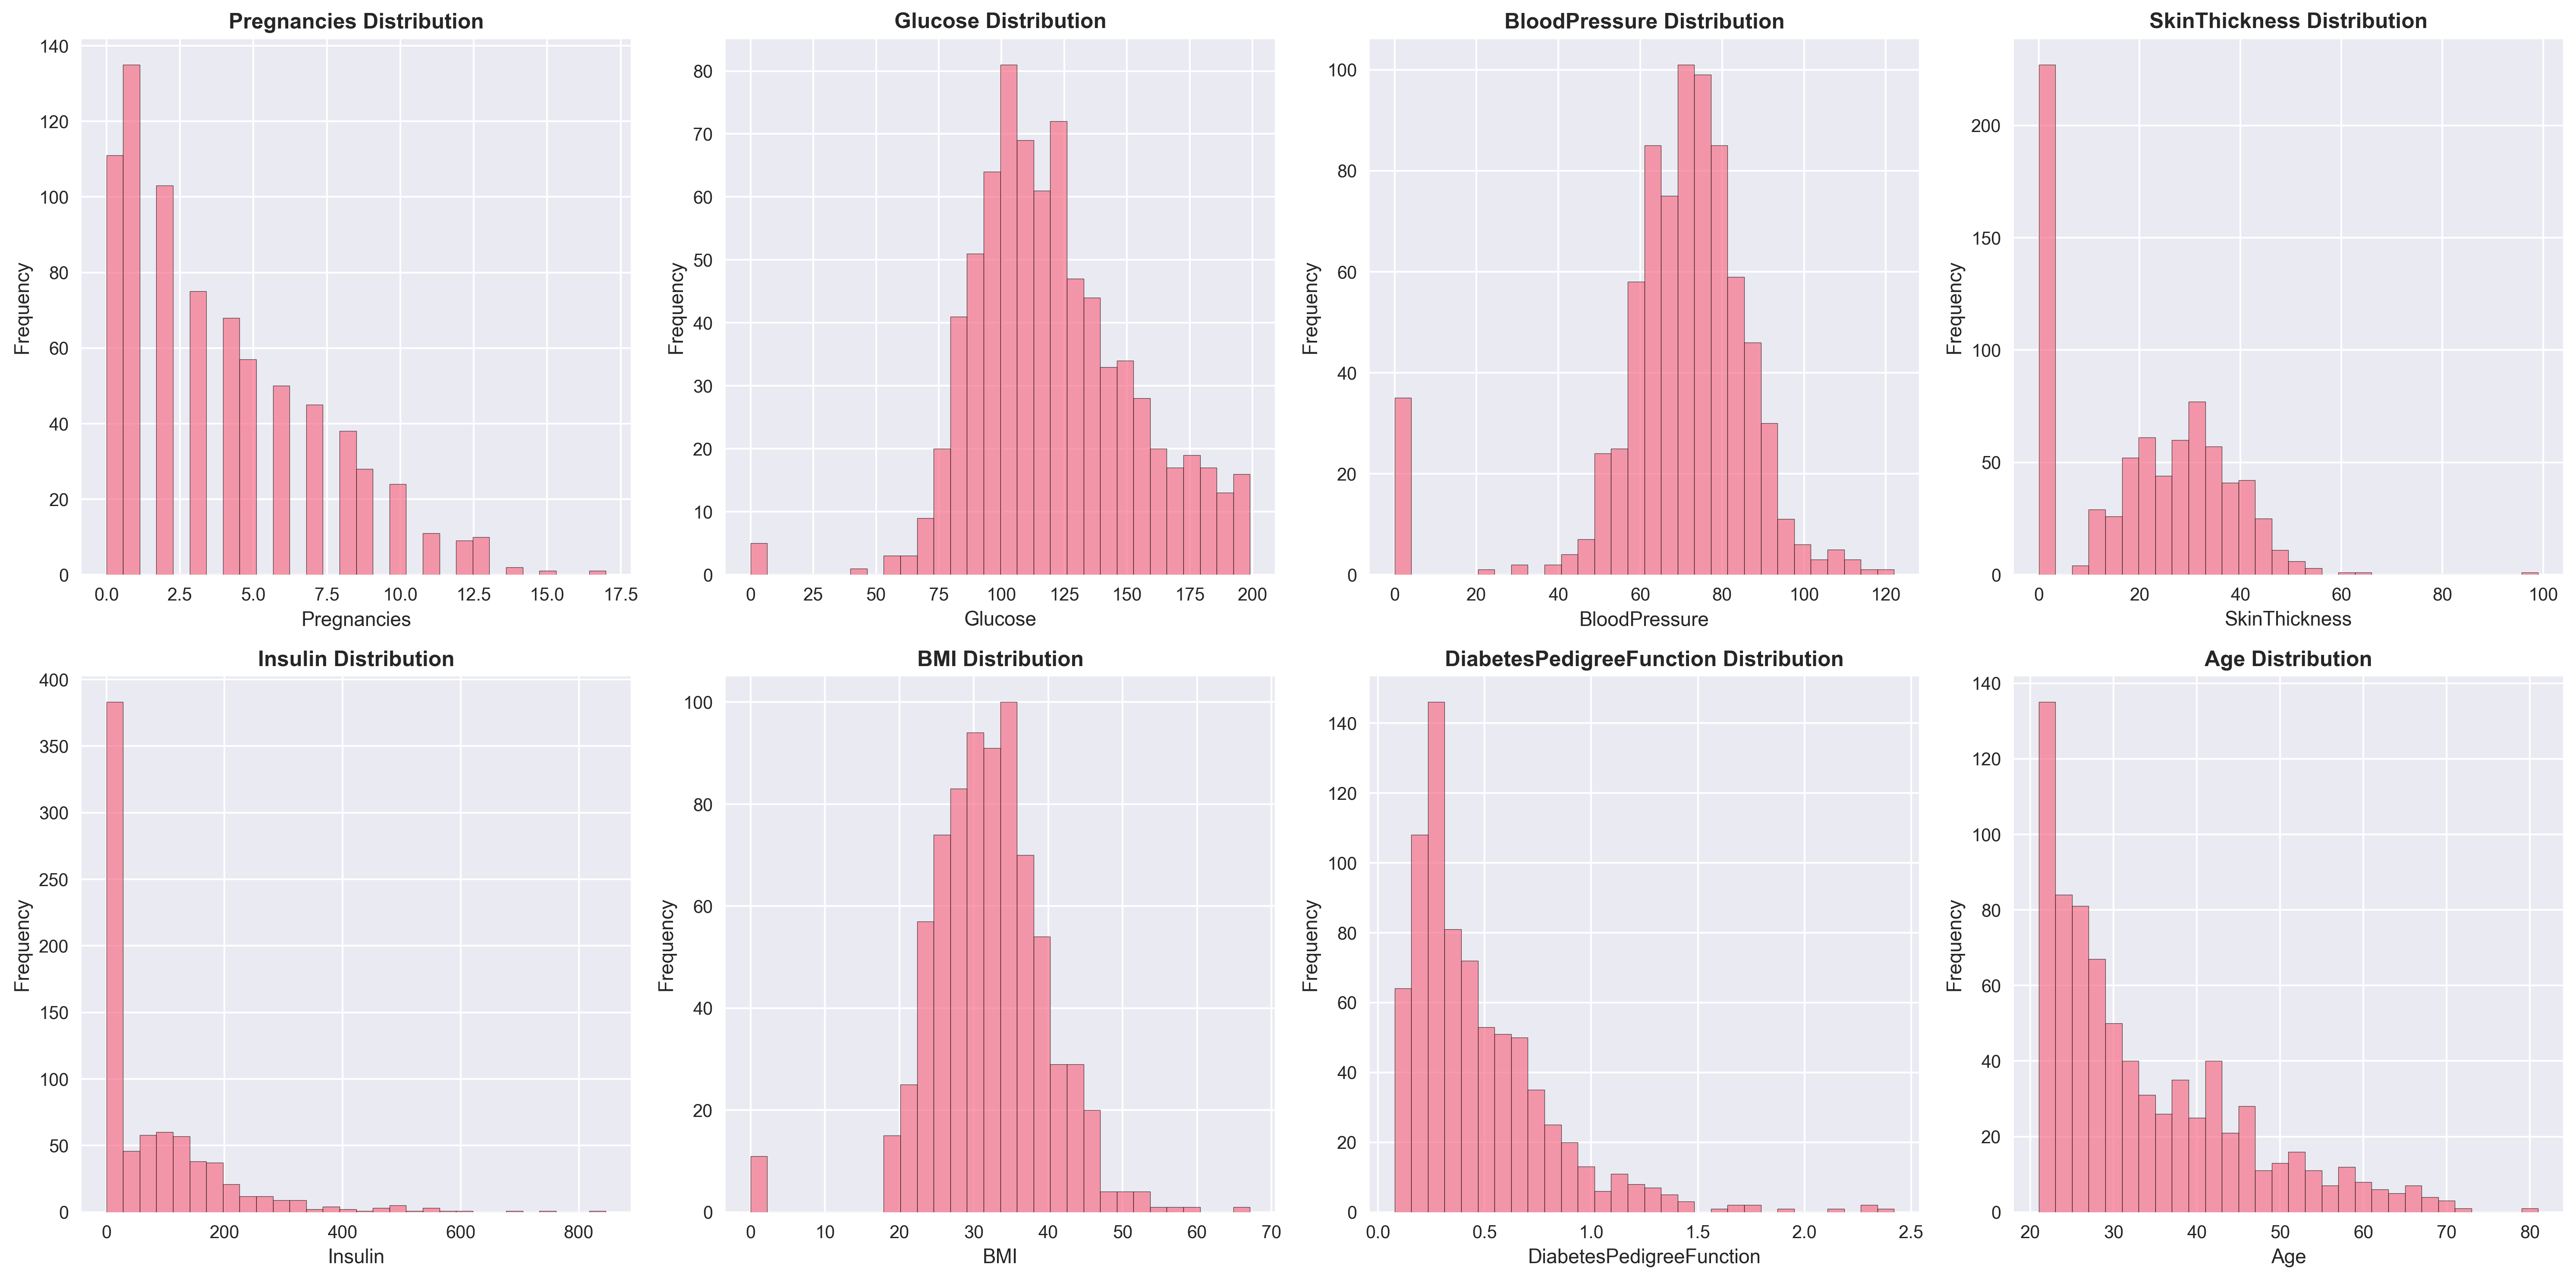 Pregnancies Distribution
140
120
100
80
60
40
20
0
Frequency
0.0 2.5 5.0 7.5 10.0 12.5 15.0 17.5
Pregnancies
Glucose Distribution
80
70
60
50
40
30
20
10
0
Frequency
0 25 50 75 100 125 150 175 200
Glucose
BloodPressure Distribution
100
80
60
40
20
0
Frequency
0 20 40 60 80 100 120
BloodPressure
SkinThickness Distribution
200
150
100
50
0
Frequency
0 20 40 60 80 100
SkinThickness
Insulin Distribution
400
350
300
250
200
150
100
50
0
Frequency
0 200 400 600 800
Insulin
BMI Distribution
100
80
60
40
20
0
Frequency
0 10 20 30 40 50 60 70
BMI
DiabetesPedigreeFunction Distribution
140
120
100
80
60
40
20
0
Frequency
0.0 0.5 1.0 1.5 2.0 2.5
DiabetesPedigreeFunction
Age Distribution
140
120
100
80
60
40
20
0
Frequency
20 30 40 50 60 70 80
Age